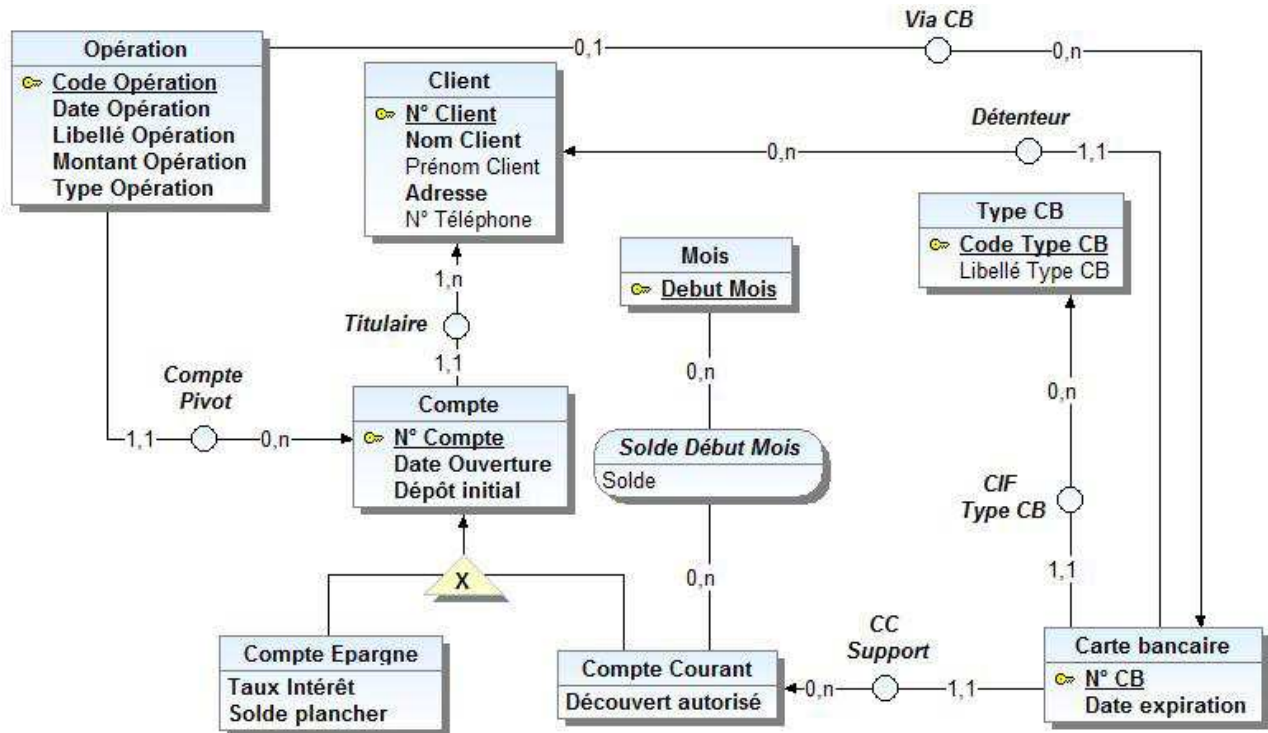 Via CB
Opération
0,1
0,n
Code Opération
Date Opération
Libellé Opération
Montant Opération
Type Opération
Client
N° Client
Nom Client
Prénom Client
Adresse
N° Téléphone
Détenteur
0,n
1,1
Type CB
Code Type CB
Libellé Type CB
Mois
Debut Mois
1,n
Titulaire
1,1
0,n
Compte
Pivot
1,1
0,n
Compte
N° Compte
Date Ouverture
Dépôt initial
Solde Début Mois
Solde
0,n
CIF
Type CB
1,1
X
0,n
Compte Epargne
Taux Intérêt
Solde plancher
Compte Courant
Découvert autorisé
CC
Support
0,n
1,1
Carte bancaire
N° CB
Date expiration